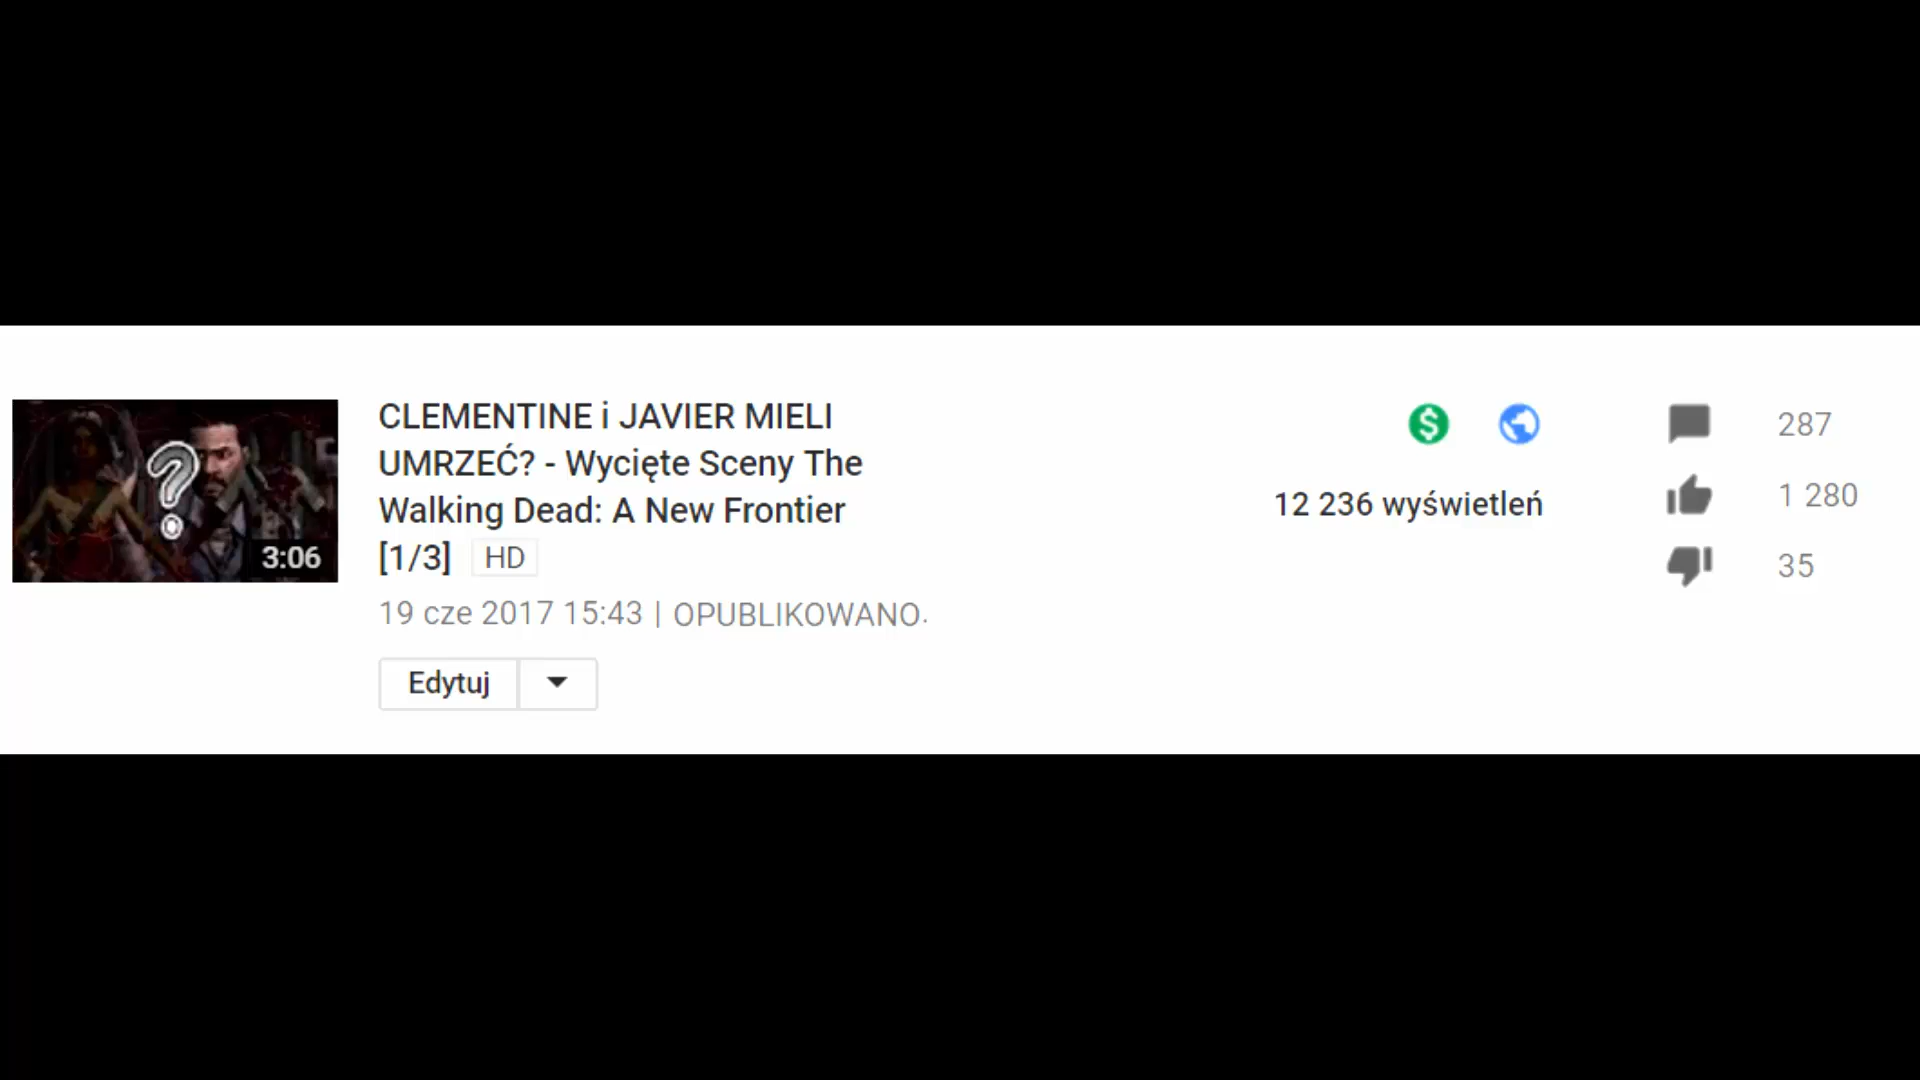 CLEMENTINE i JAVIER MIELI
UMRZEĆ? - Wycięte Sceny The
Walking Dead: A New Frontier
[1/3] HD
3:06
19 cze 2017 15:43 | OPUBLIKOWANO.
Edytuj
12 236 wyświetleń
287
1 280
35